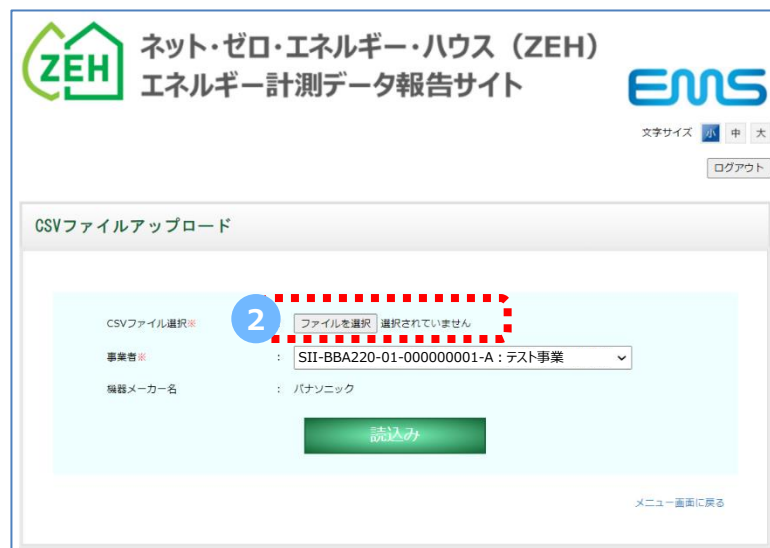 ZEH
ネット・ゼロ・エネルギー・ハウス（ZEH）
エネルギー計測データ報告サイト
EMS
文字サイズ 小 中 大
ログアウト
CSVファイルアップロード
CSVファイル選択※ 2 ファイルを選択 選択されていません
事業者※ : SII-BBA220-01-000000001-A：テスト事業
機器メーカー名 : パナソニック
読込み
メニュー画面に戻る